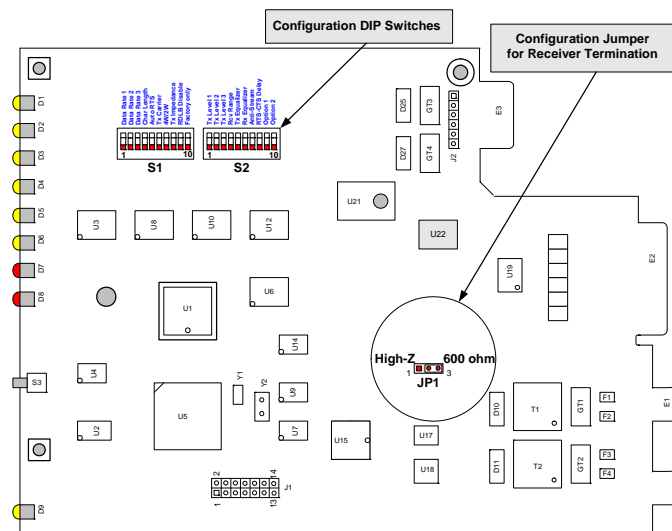 Configuration DIP Switches
Configuration Jumper
for Receiver Termination
Data Rate 1
Data Rate 2
Data Rate 3
Char Length
Auto RTS
Tx Carrier
4W/2W
Tx Impedance
RDLB Disable
Factory only
Tx Level 1
Tx Level 2
Tx Level 3
Rcv Range
Tx Equalizer
Rx Equalizer
Anti-Stream
RTS-CTS Delay
Option 1
Option 2
1 10
S1
1 10
S2
D1
D2
D3
D4
D5
D6
D7
D8
S3
D9
D25
D27
GT3
GT4
J2
E3
E2
E1
U21
U22
U3
U8
U10
U12
U6
U1
U19
U14
U4
U9
U5
Y1
Y2
U2
U7
U15
High-Z 600 ohm
1 3
JP1
U17
U18
D10
D11
T1
T2
GT1
GT2
F1
F2
F3
F4
2 14
1 13
J1